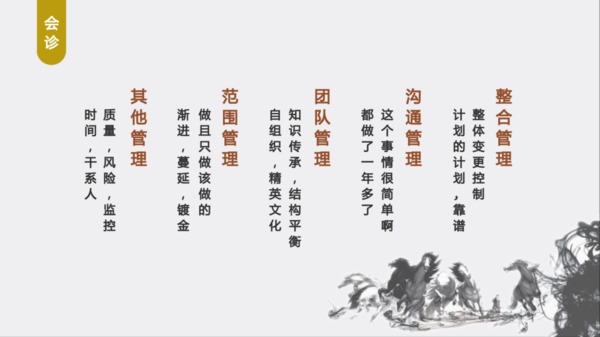 会诊
整合管理
整体变更控制
计划的计划,靠谱
沟通管理
这个事情很简单啊
都做了一年多了
团队管理
知识传承,结构平衡
自组织,精英文化
范围管理
做且只做该做的
渐进,蔓延,镀金
其他管理
质量,风险,监控
时间,干系人